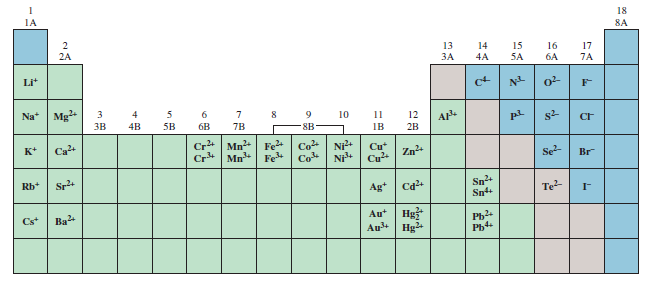 1 18
1A 8A
2 13 14 15 16 17
2A 3A 4A 5A 6A 7A
Li⁺ C⁴⁻ N³⁻ O²⁻ F⁻
Na⁺ Mg²⁺ 3 4 5 6 7 8 9 10 11 12 Al³⁺ P³⁻ S²⁻ Cl⁻
3B 4B 5B 6B 7B 8B 1B 2B
K⁺ Ca²⁺ Cr²⁺ Mn²⁺ Fe²⁺ Co²⁺ Ni²⁺ Cu⁺ Zn²⁺ Se²⁻ Br⁻
Cr³⁺ Mn³⁺ Fe³⁺ Co³⁺ Ni³⁺ Cu²⁺
Rb⁺ Sr²⁺ Ag⁺ Cd²⁺ Sn²⁺ Te²⁻ I⁻
Sn⁴⁺
Cs⁺ Ba²⁺ Au⁺ Hg₂²⁺ Pb²⁺
Au³⁺ Hg²⁺ Pb⁴⁺